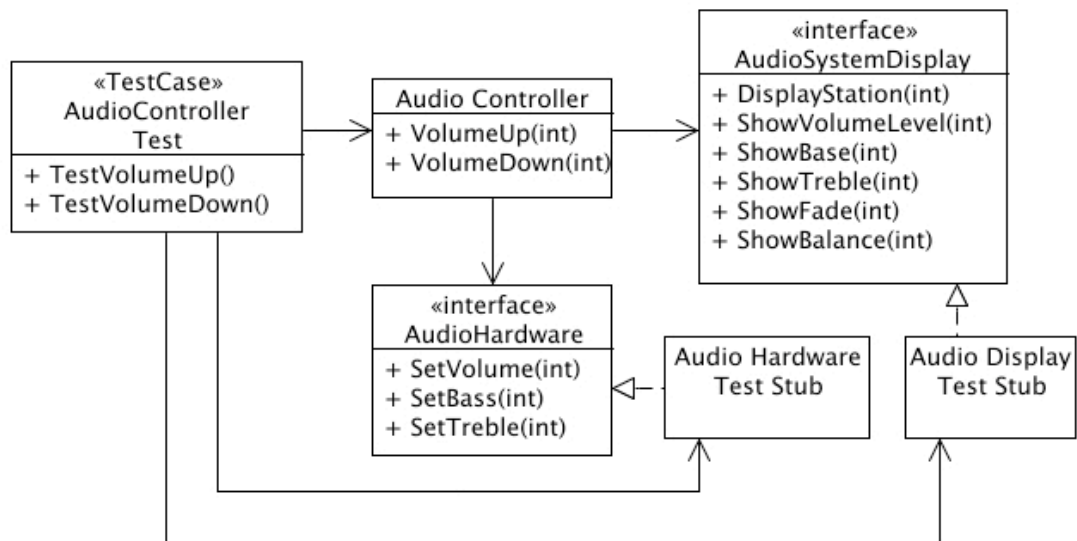 «TestCase»
AudioController
Test
+ TestVolumeUp()
+ TestVolumeDown()
Audio Controller
+ VolumeUp(int)
+ VolumeDown(int)
«interface»
AudioSystemDisplay
+ DisplayStation(int)
+ ShowVolumeLevel(int)
+ ShowBase(int)
+ ShowTreble(int)
+ ShowFade(int)
+ ShowBalance(int)
«interface»
AudioHardware
+ SetVolume(int)
+ SetBass(int)
+ SetTreble(int)
Audio Hardware
Test Stub
Audio Display
Test Stub